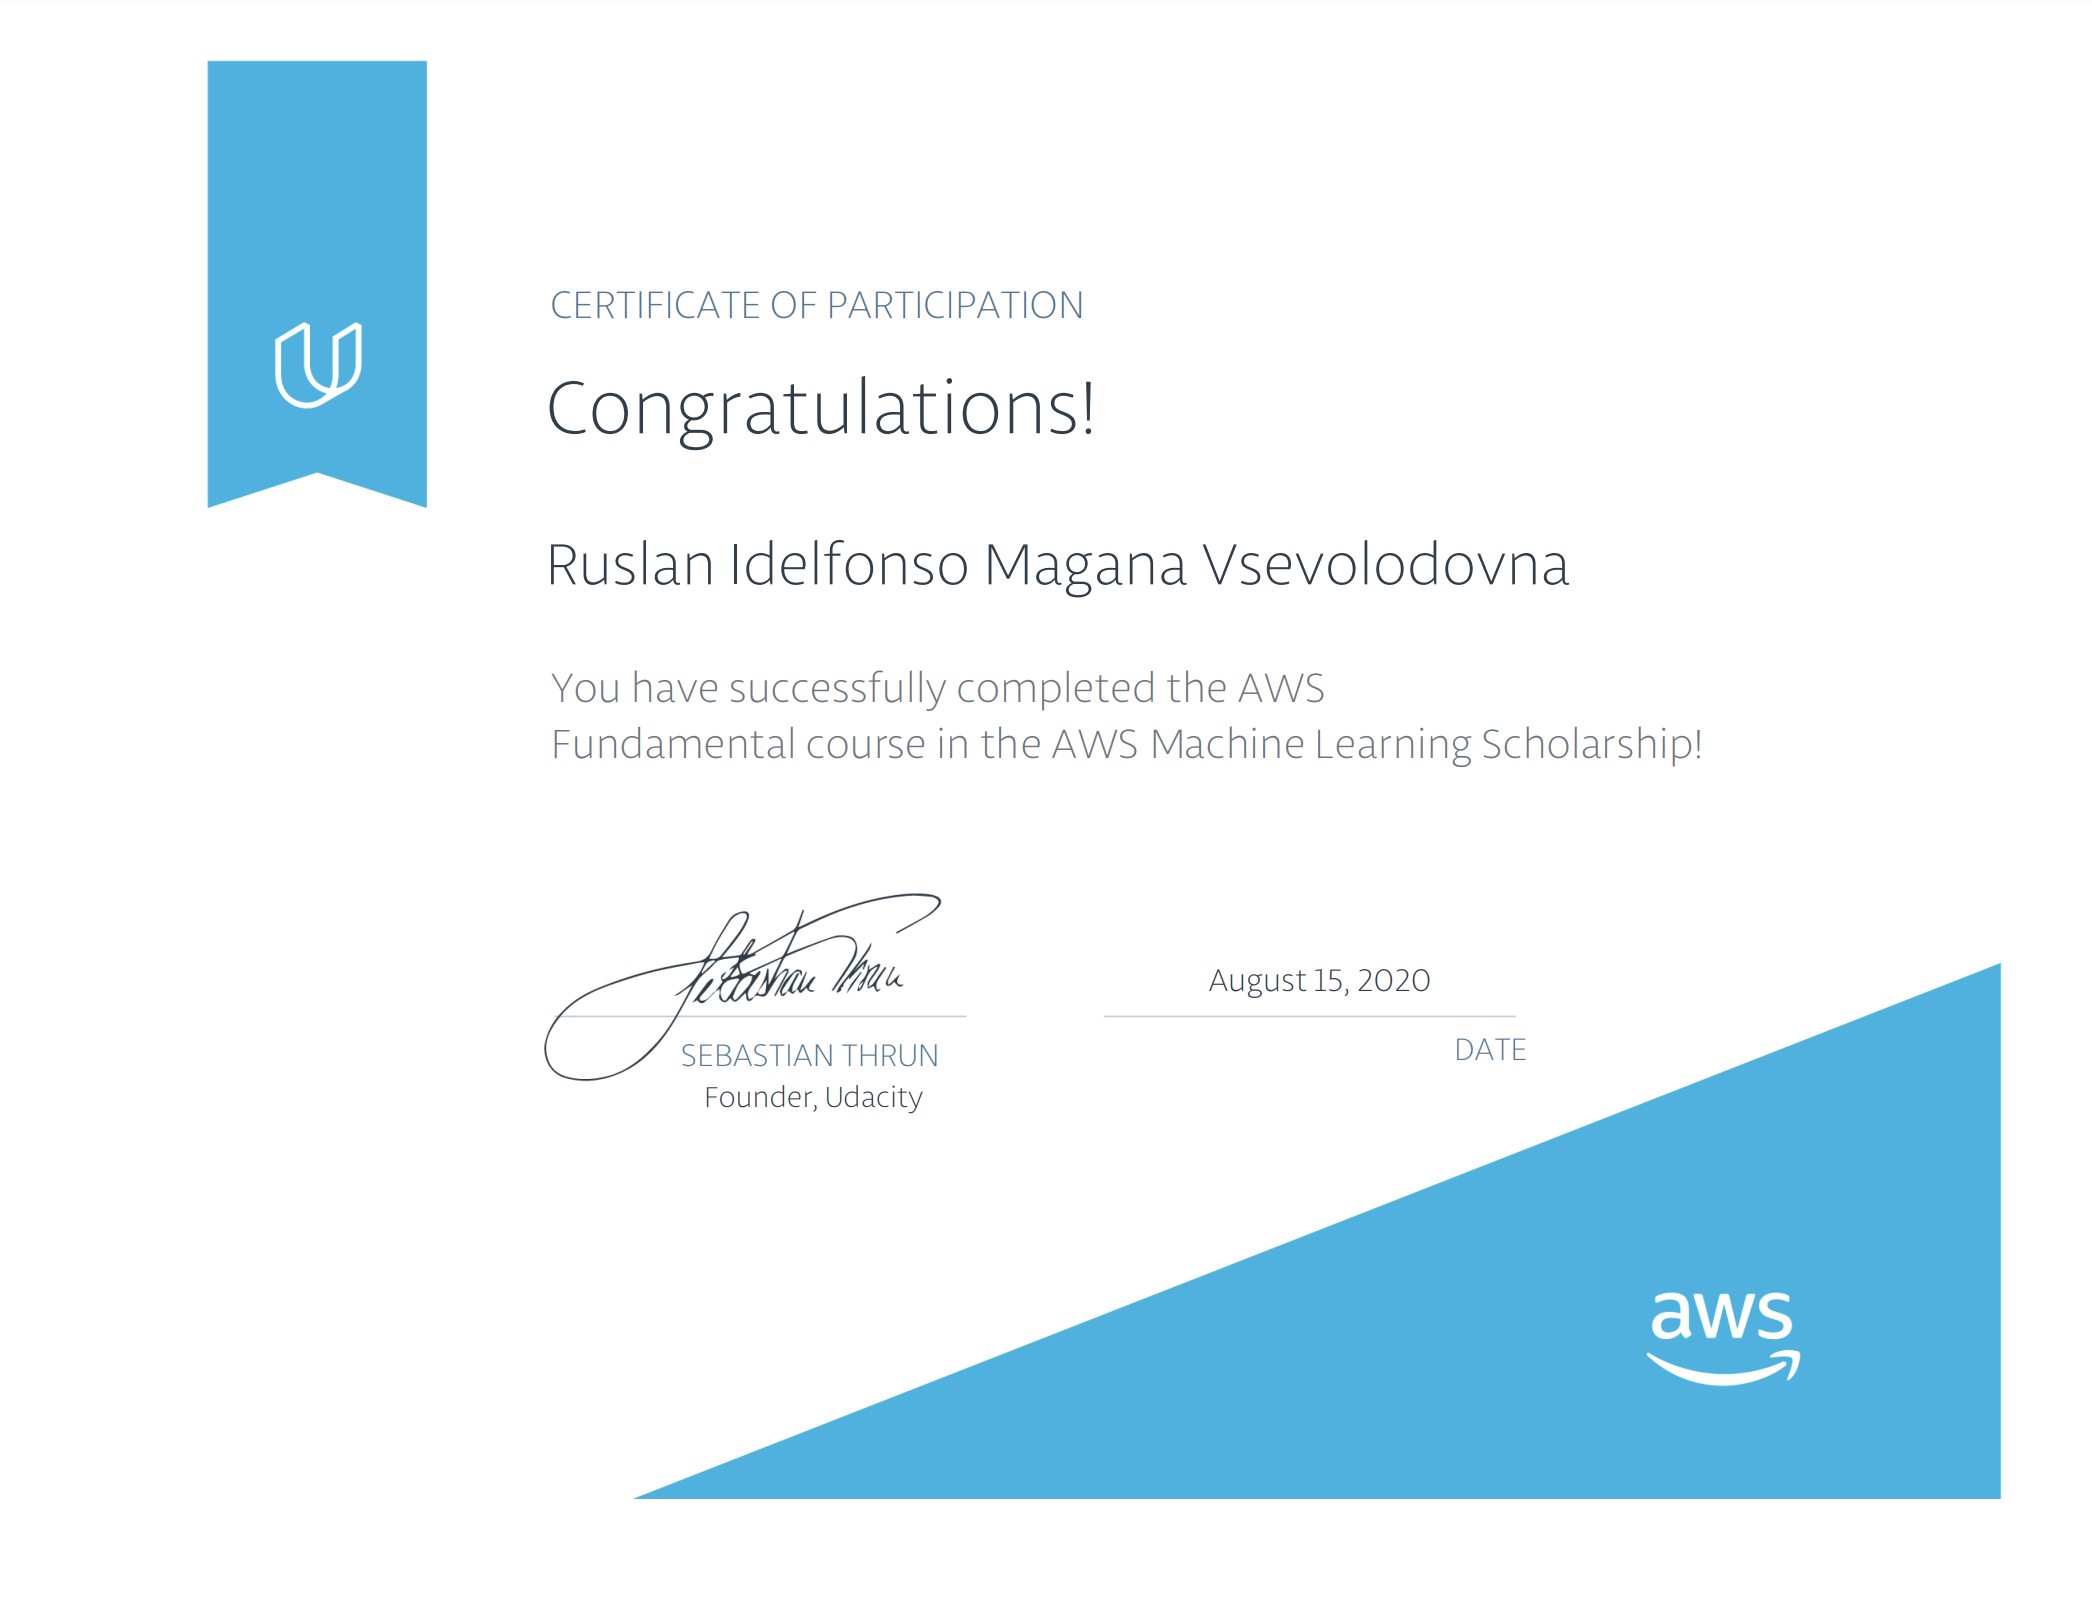 CERTIFICATE OF PARTICIPATION
Congratulations!
Ruslan Idelfonso Magana Vsevolodovna
You have successfully completed the AWS
Fundamental course in the AWS Machine Learning Scholarship!
Sebastian Thrun
August 15, 2020
SEBASTIAN THRUN
DATE
Founder, Udacity
aws